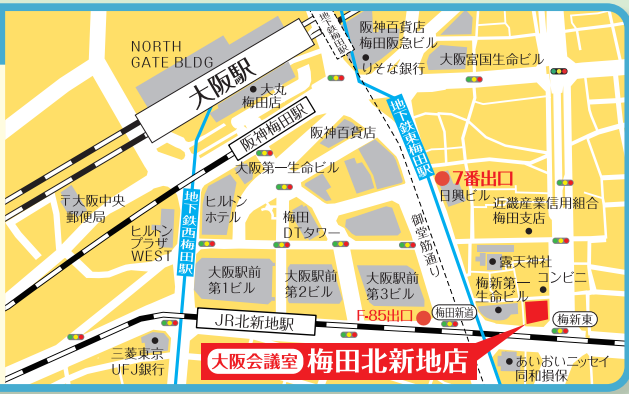 地下鉄梅田駅
阪神百貨店
梅田阪急ビル
りそな銀行
大阪富国生命ビル
NORTH
GATE BLDG
大阪駅
大丸
梅田店
阪神梅田駅
阪神百貨店
地下鉄東梅田駅
大阪第一生命ビル
7番出口
日興ビル
〒大阪中央
郵便局
地下鉄西梅田駅
ヒルトン
ホテル
ヒルトン
プラザ
WEST
梅田
DTタワー
御堂筋通り
近畿産業信用組合
梅田支店
露天神社
コンビニ
大阪駅前
第1ビル
大阪駅前
第2ビル
大阪駅前
第3ビル
梅新第一
生命ビル
F-85出口
梅田新道
梅新東
JR北新地駅
三菱東京
UFJ銀行
大阪会議室 梅田北新地店
あいおいニッセイ
同和損保